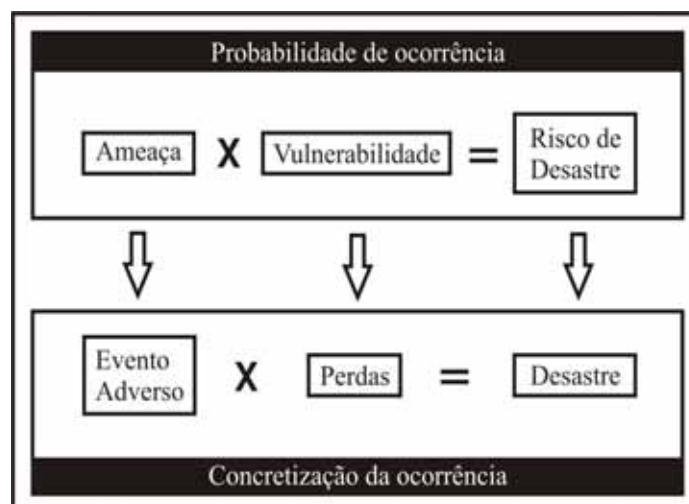 Probabilidade de ocorrência
Ameaça X Vulnerabilidade = Risco de
Desastre
Evento
Adverso X Perdas = Desastre
Concretização da ocorrência